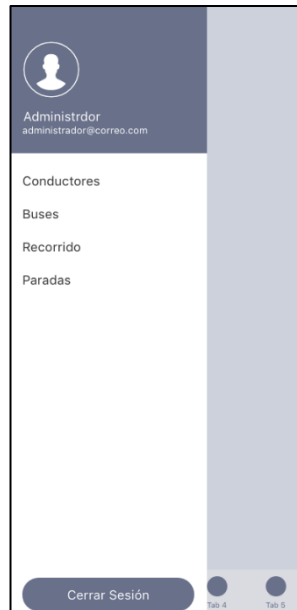 Administrdor
administrador@correo.com
Conductores
Buses
Recorrido
Paradas
Cerrar Sesión
Tab 4
Tab 5